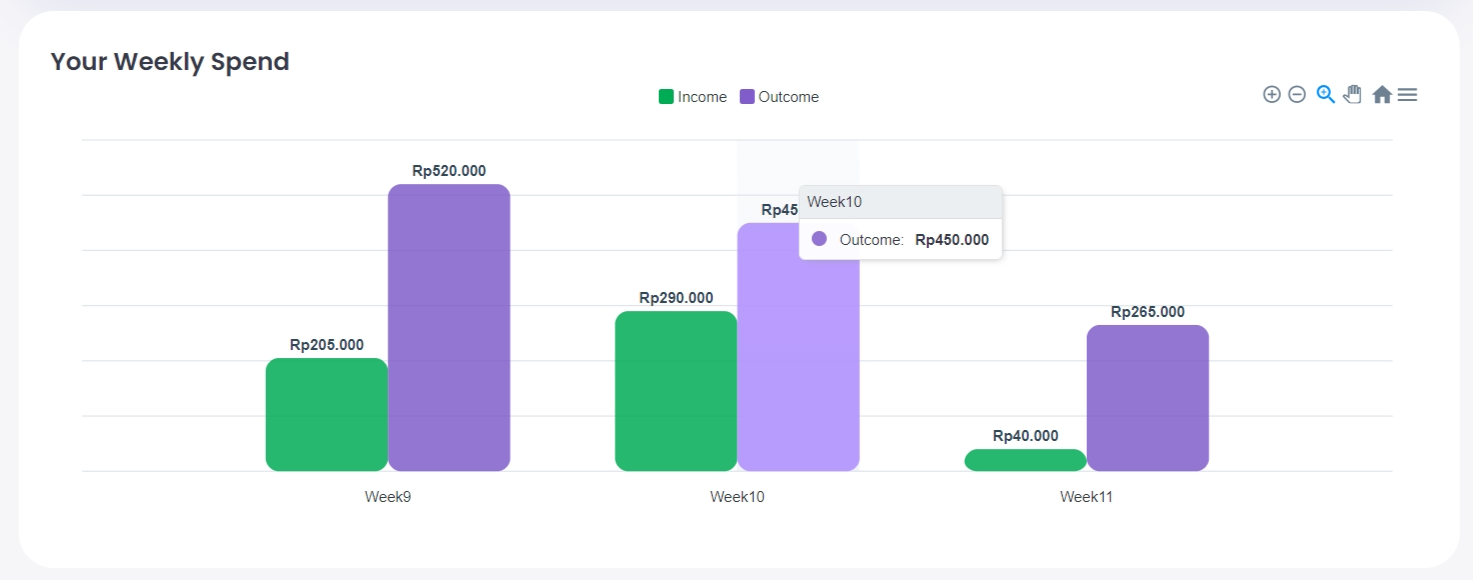 Your Weekly Spend
Income Outcome
Rp520.000
Rp45
Week10
Outcome: Rp450.000
Rp290.000
Rp265.000
Rp205.000
Rp40.000
Week9 Week10 Week11